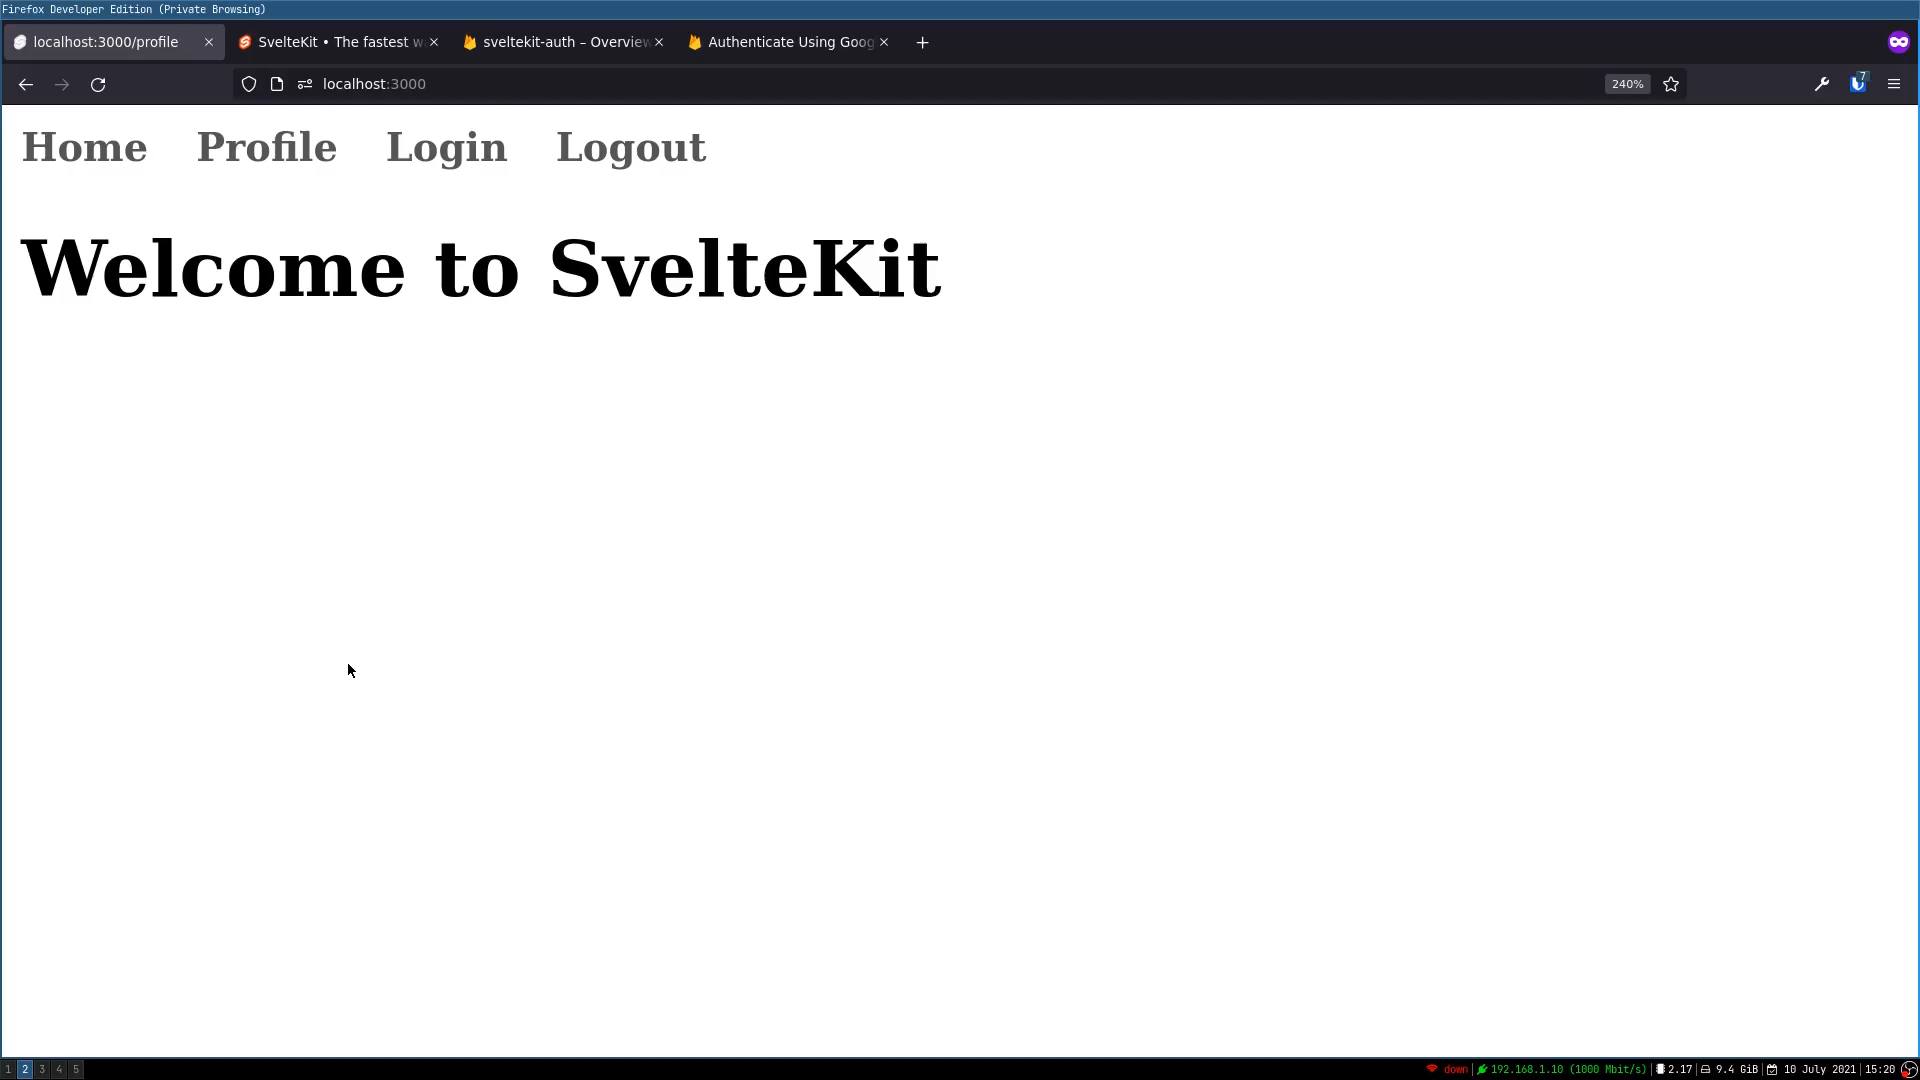 Firefox Developer Edition (Private Browsing)
localhost:3000/profile
SvelteKit • The fastest w
sveltekit-auth – Overview
Authenticate Using Goog
localhost:3000
240%
7
Home Profile Login Logout
Welcome to SvelteKit
1 2 3 4 5
down 192.168.1.10 (1000 Mbit/s) 2.17 9.4 GiB 10 July 2021 15:20